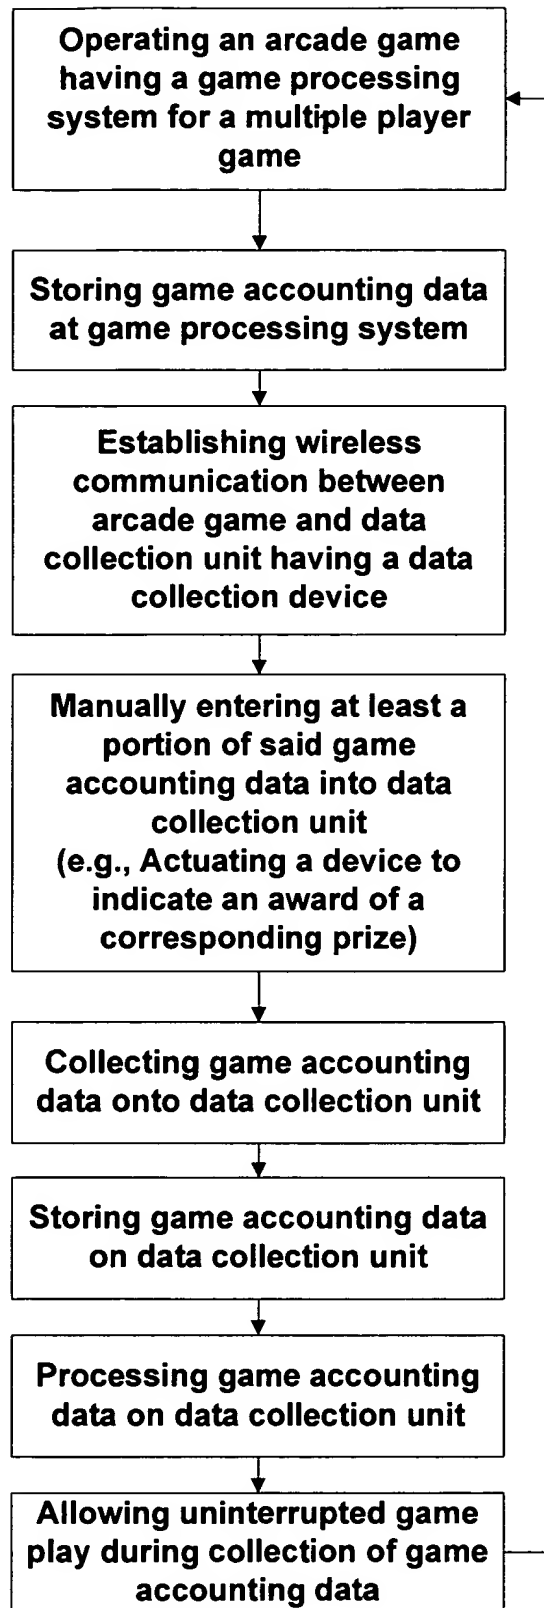 Operating an arcade game
having a game processing
system for a multiple player
game
Storing game accounting data
at game processing system
Establishing wireless
communication between
arcade game and data
collection unit having a data
collection device
Manually entering at least a
portion of said game
accounting data into data
collection unit
(e.g., Actuating a device to
indicate an award of a
corresponding prize)
Collecting game accounting
data onto data collection unit
Storing game accounting data
on data collection unit
Processing game accounting
data on data collection unit
Allowing uninterrupted game
play during collection of game
accounting data